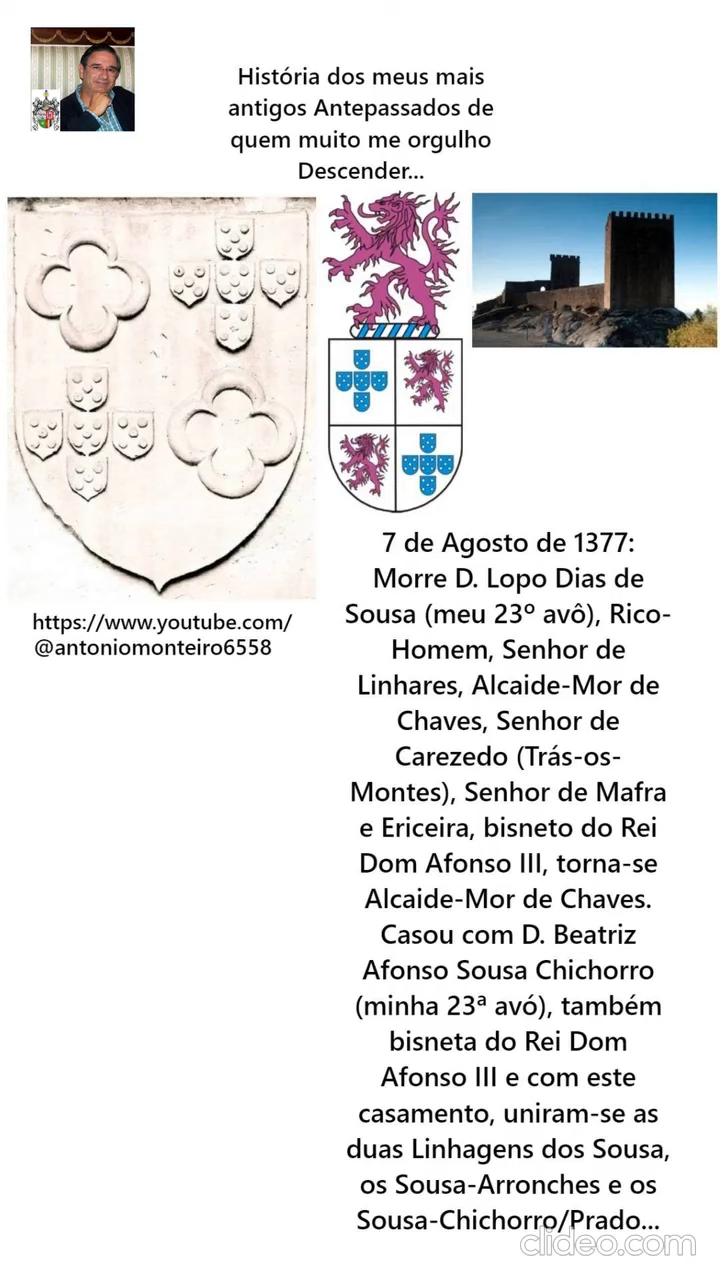 História dos meus mais
antigos Antepassados de
quem muito me orgulho
Descender...
https://www.youtube.com/
@antoniomonteiro6558
7 de Agosto de 1377:
Morre D. Lopo Dias de
Sousa (meu 23º avô), Rico-
Homem, Senhor de
Linhares, Alcaide-Mor de
Chaves, Senhor de
Carezedo (Trás-os-
Montes), Senhor de Mafra
e Ericeira, bisneto do Rei
Dom Afonso III, torna-se
Alcaide-Mor de Chaves.
Casou com D. Beatriz
Afonso Sousa Chichorro
(minha 23ª avó), também
bisneta do Rei Dom
Afonso III e com este
casamento, uniram-se as
duas Linhagens dos Sousa,
os Sousa-Arronches e os
Sousa-Chichorro/Prado...
clideo.com